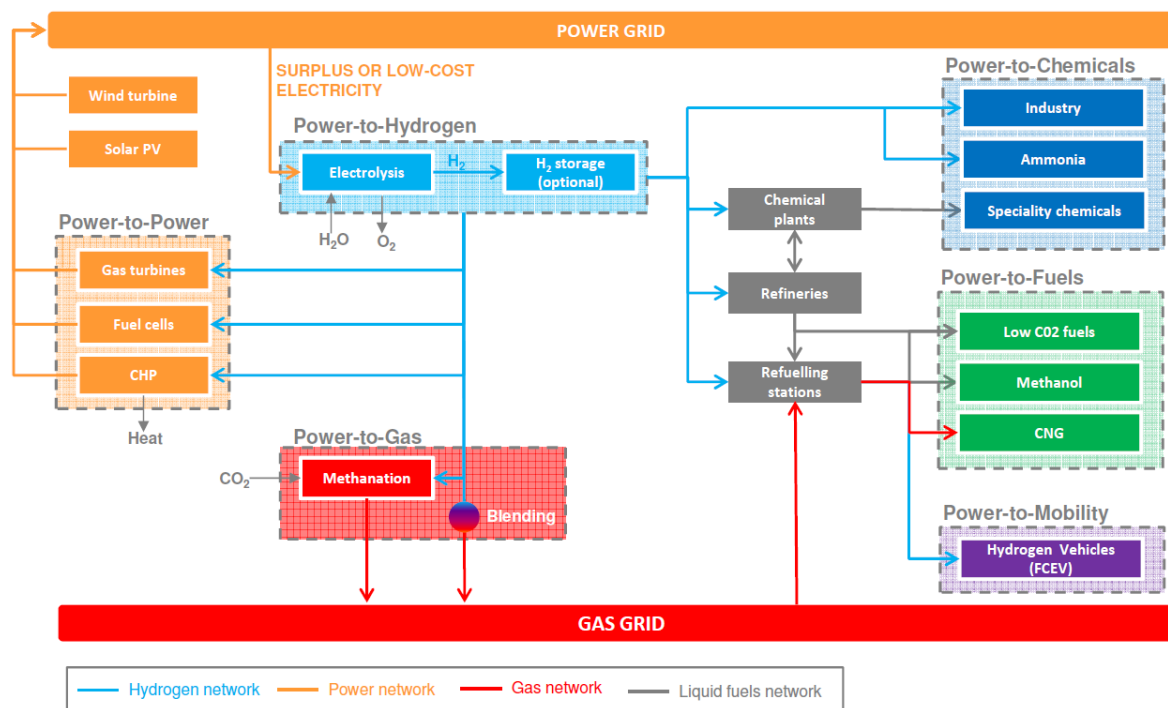 POWER GRID
SURPLUS OR LOW-COST
ELECTRICITY
Wind turbine
Solar PV
Power-to-Hydrogen
Electrolysis
H₂
H₂ storage
(optional)
H₂O
O₂
Power-to-Chemicals
Industry
Ammonia
Speciality chemicals
Chemical
plants
Refineries
Refuelling
stations
Power-to-Power
Gas turbines
Fuel cells
CHP
Heat
Power-to-Fuels
Low C02 fuels
Methanol
CNG
Power-to-Gas
CO₂
Methanation
Blending
Power-to-Mobility
Hydrogen Vehicles
(FCEV)
GAS GRID
Hydrogen network
Power network
Gas network
Liquid fuels network